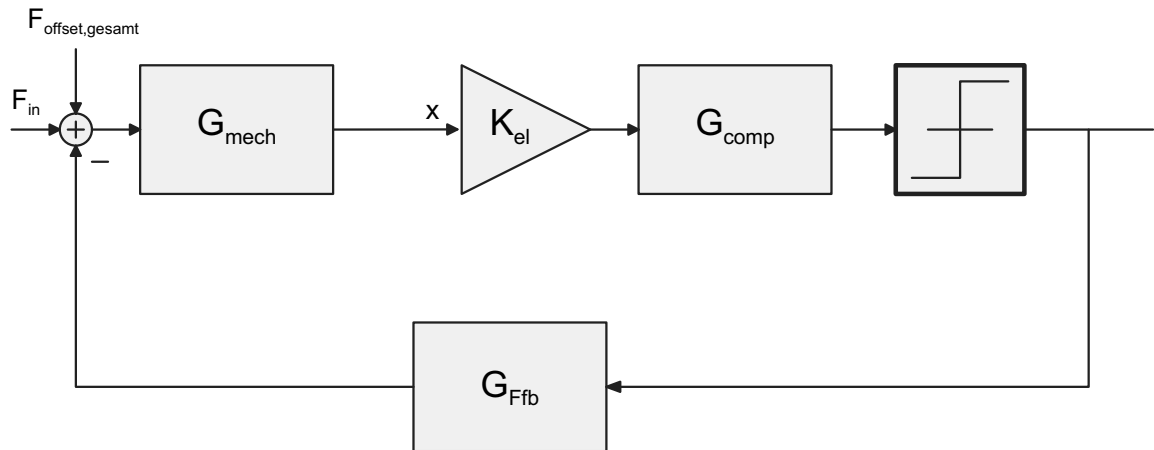 F_offset,gesamt
F_in
+
−
G_mech
x
K_el
G_comp
G_Ffb